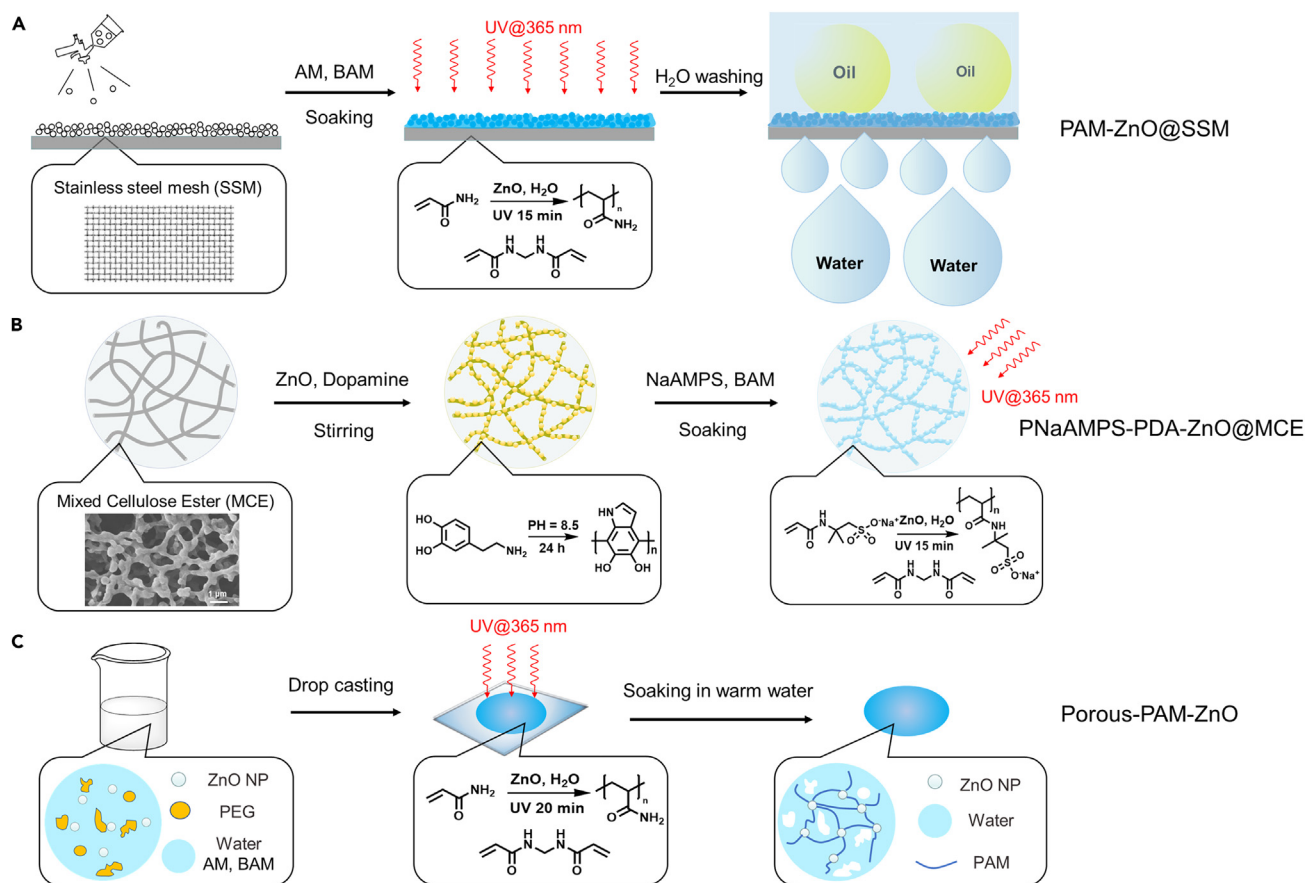 A
UV@365 nm
AM, BAM
Soaking
H₂O washing
Oil
Oil
PAM-ZnO@SSM
Stainless steel mesh (SSM)
NH₂
O
ZnO, H₂O
UV 15 min
n
O
NH₂
H
N
H
N
O
O
Water
Water
B
ZnO, Dopamine
Stirring
NaAMPS, BAM
Soaking
UV@365 nm
PNaAMPS-PDA-ZnO@MCE
Mixed Cellulose Ester (MCE)
1 μm
HO
HO
NH₂
PH = 8.5
24 h
HN
n
OH
OH
H
N
O
S
O
O
O⁻Na⁺
ZnO, H₂O
UV 15 min
n
O
NH
S
O
O
O⁻Na⁺
H
N
H
N
O
O
C
UV@365 nm
Drop casting
Soaking in warm water
Porous-PAM-ZnO
ZnO NP
PEG
Water
AM, BAM
NH₂
O
ZnO, H₂O
UV 20 min
n
O
NH₂
H
N
H
N
O
O
ZnO NP
Water
PAM